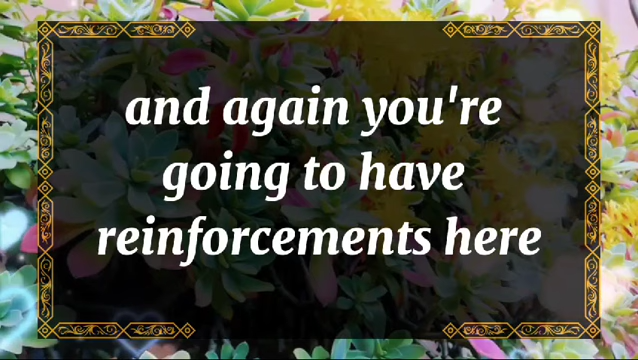 and again you're
going to have
reinforcements here